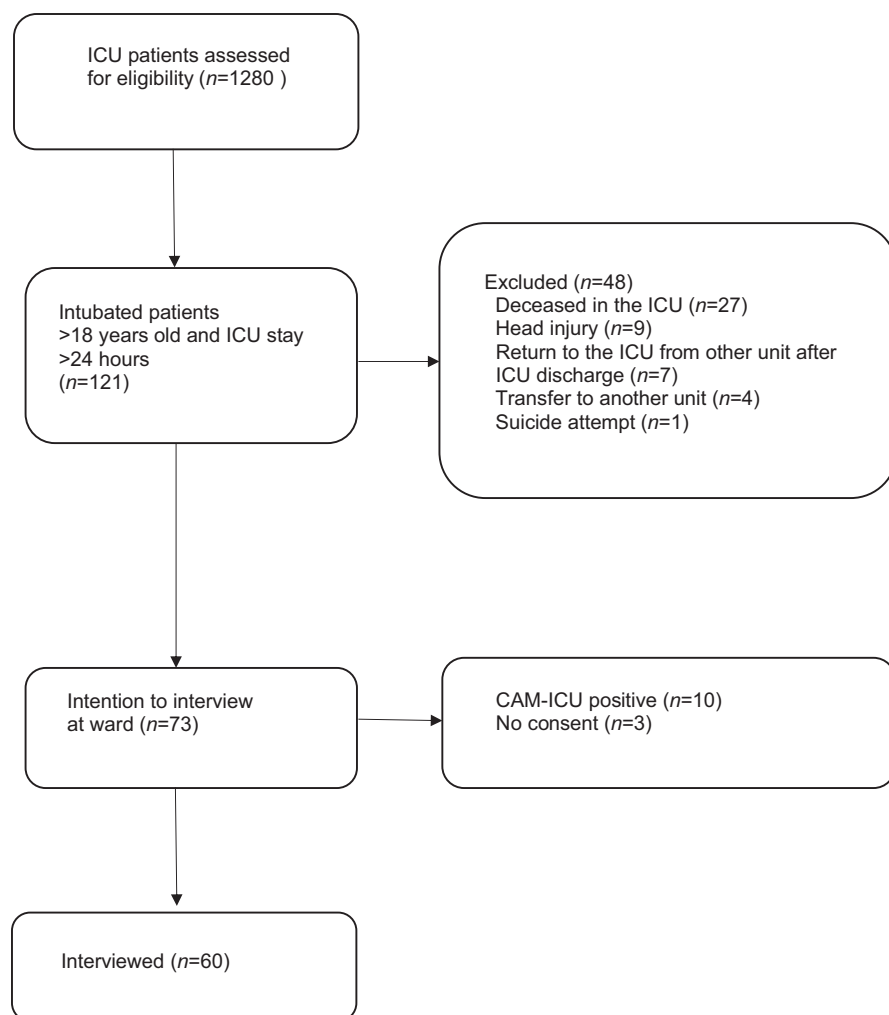 ICU patients assessed
for eligibility (n=1280 )
Intubated patients
>18 years old and ICU stay
>24 hours
(n=121)
Excluded (n=48)
Deceased in the ICU (n=27)
Head injury (n=9)
Return to the ICU from other unit after
ICU discharge (n=7)
Transfer to another unit (n=4)
Suicide attempt (n=1)
Intention to interview
at ward (n=73)
CAM-ICU positive (n=10)
No consent (n=3)
Interviewed (n=60)